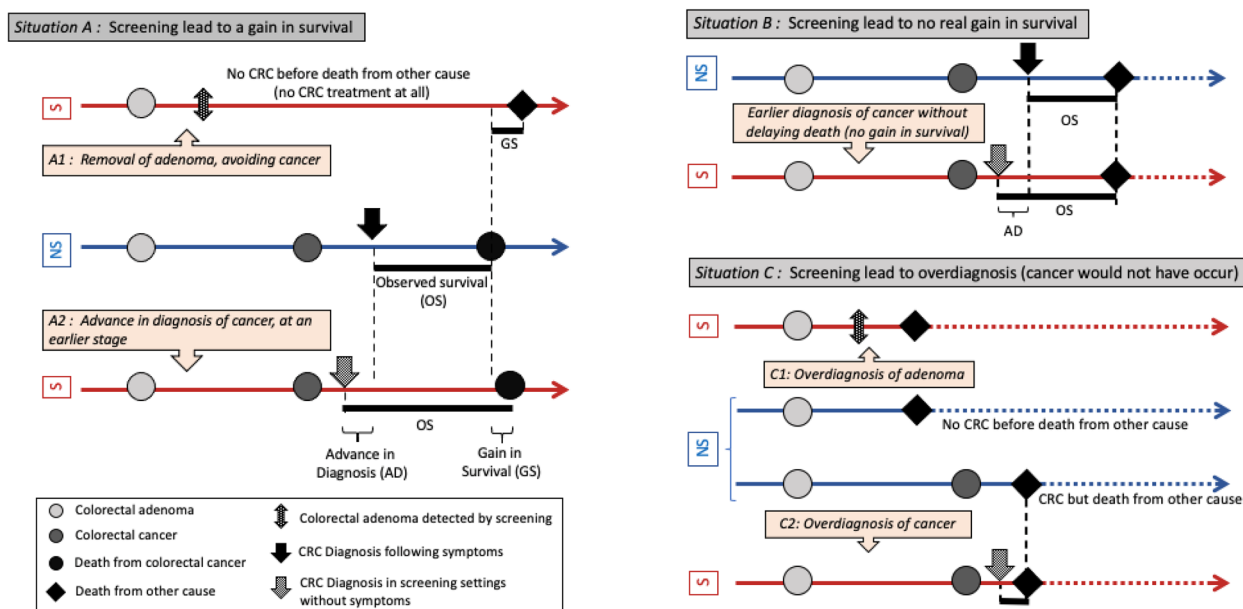 Situation A : Screening lead to a gain in survival
No CRC before death from other cause
(no CRC treatment at all)
S
GS
A1 : Removal of adenoma, avoiding cancer
NS
Observed survival
(OS)
A2 : Advance in diagnosis of cancer, at an
earlier stage
S
OS
Advance in
Diagnosis (AD)
Gain in
Survival (GS)
Colorectal adenoma
Colorectal cancer
Death from colorectal cancer
Death from other cause
Colorectal adenoma detected by screening
CRC Diagnosis following symptoms
CRC Diagnosis in screening settings
without symptoms
Situation B : Screening lead to no real gain in survival
NS
OS
Earlier diagnosis of cancer without
delaying death (no gain in survival)
S
OS
AD
Situation C : Screening lead to overdiagnosis (cancer would not have occur)
S
C1: Overdiagnosis of adenoma
NS
No CRC before death from other cause
CRC but death from other cause
C2: Overdiagnosis of cancer
S